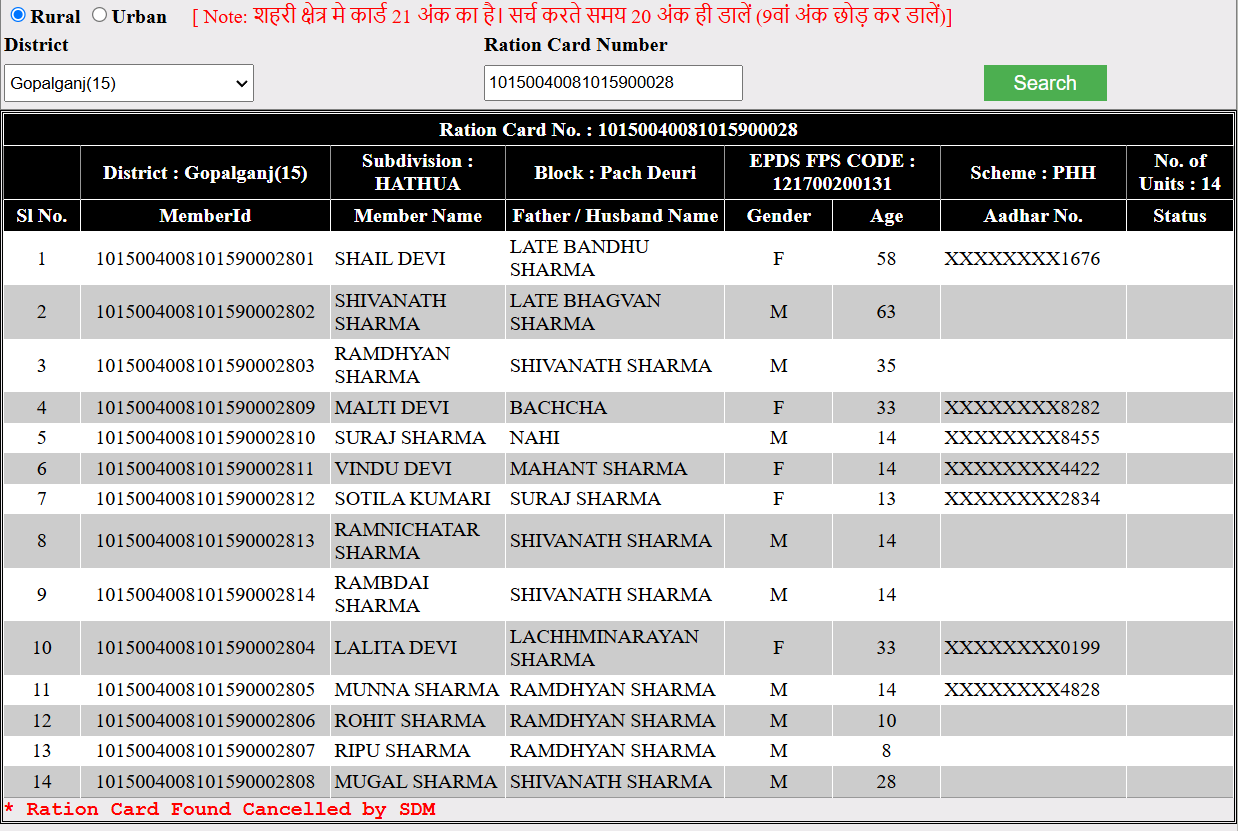 Rural Urban [ Note: शहरी क्षेत्र मे कार्ड 21 अंक का है। सर्च करते समय 20 अंक ही डालें (9वां अंक छोड़ कर डालें)]
District Ration Card Number
Gopalganj(15) 10150040081015900028 Search
Ration Card No. : 10150040081015900028
District : Gopalganj(15) Subdivision : HATHUA Block : Pach Deuri EPDS FPS CODE : 121700200131 Scheme : PHH No. of Units : 14
Sl No. MemberId Member Name Father / Husband Name Gender Age Aadhar No. Status
1 1015004008101590002801 SHAIL DEVI LATE BANDHU SHARMA F 58 XXXXXXXX1676
2 1015004008101590002802 SHIVANATH SHARMA LATE BHAGVAN SHARMA M 63
3 1015004008101590002803 RAMDHYAN SHARMA SHIVANATH SHARMA M 35
4 1015004008101590002809 MALTI DEVI BACHCHA F 33 XXXXXXXX8282
5 1015004008101590002810 SURAJ SHARMA NAHI M 14 XXXXXXXX8455
6 1015004008101590002811 VINDU DEVI MAHANT SHARMA F 14 XXXXXXXX4422
7 1015004008101590002812 SOTILA KUMARI SURAJ SHARMA F 13 XXXXXXXX2834
8 1015004008101590002813 RAMNICHATAR SHARMA SHIVANATH SHARMA M 14
9 1015004008101590002814 RAMBDAI SHARMA SHIVANATH SHARMA M 14
10 1015004008101590002804 LALITA DEVI LACHHMINARAYAN SHARMA F 33 XXXXXXXX0199
11 1015004008101590002805 MUNNA SHARMA RAMDHYAN SHARMA M 14 XXXXXXXX4828
12 1015004008101590002806 ROHIT SHARMA RAMDHYAN SHARMA M 10
13 1015004008101590002807 RIPU SHARMA RAMDHYAN SHARMA M 8
14 1015004008101590002808 MUGAL SHARMA SHIVANATH SHARMA M 28
* Ration Card Found Cancelled by SDM